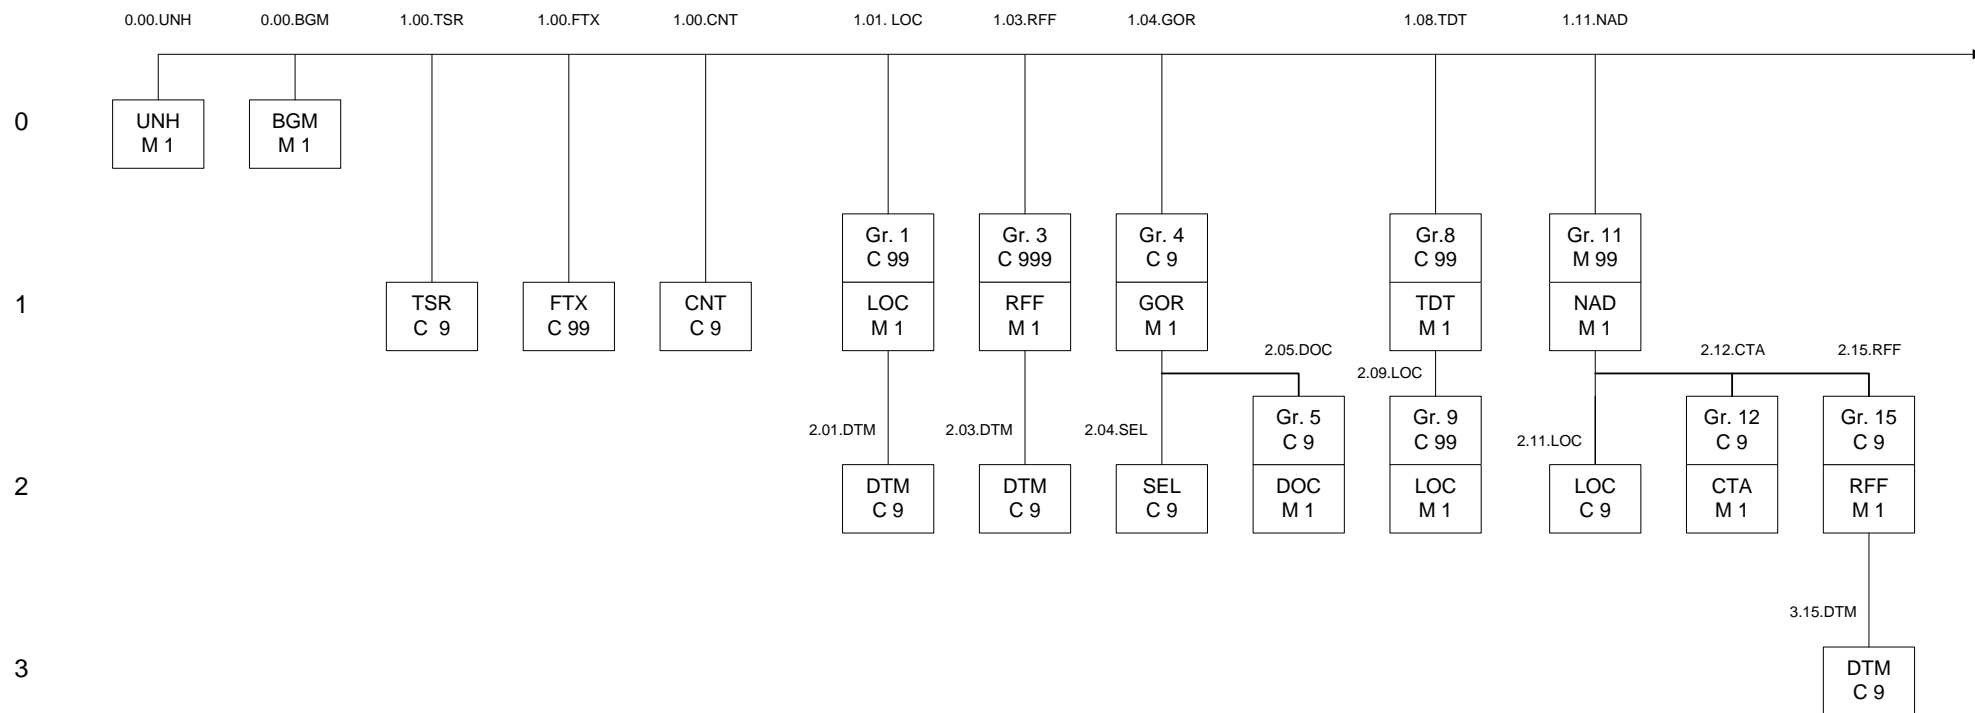 0.00.UNH 0.00.BGM 1.00.TSR 1.00.FTX 1.00.CNT 1.01. LOC 1.03.RFF 1.04.GOR 1.08.TDT 1.11.NAD
0
UNH
M 1
BGM
M 1
Gr. 1
C 99
Gr. 3
C 999
Gr. 4
C 9
Gr.8
C 99
Gr. 11
M 99
1
TSR
C 9
FTX
C 99
CNT
C 9
LOC
M 1
RFF
M 1
GOR
M 1
TDT
M 1
NAD
M 1
2.05.DOC
2.09.LOC
2.12.CTA
2.15.RFF
2.01.DTM
2.03.DTM
2.04.SEL
Gr. 5
C 9
Gr. 9
C 99
2.11.LOC
Gr. 12
C 9
Gr. 15
C 9
2
DTM
C 9
DTM
C 9
SEL
C 9
DOC
M 1
LOC
M 1
LOC
C 9
CTA
M 1
RFF
M 1
3.15.DTM
3
DTM
C 9